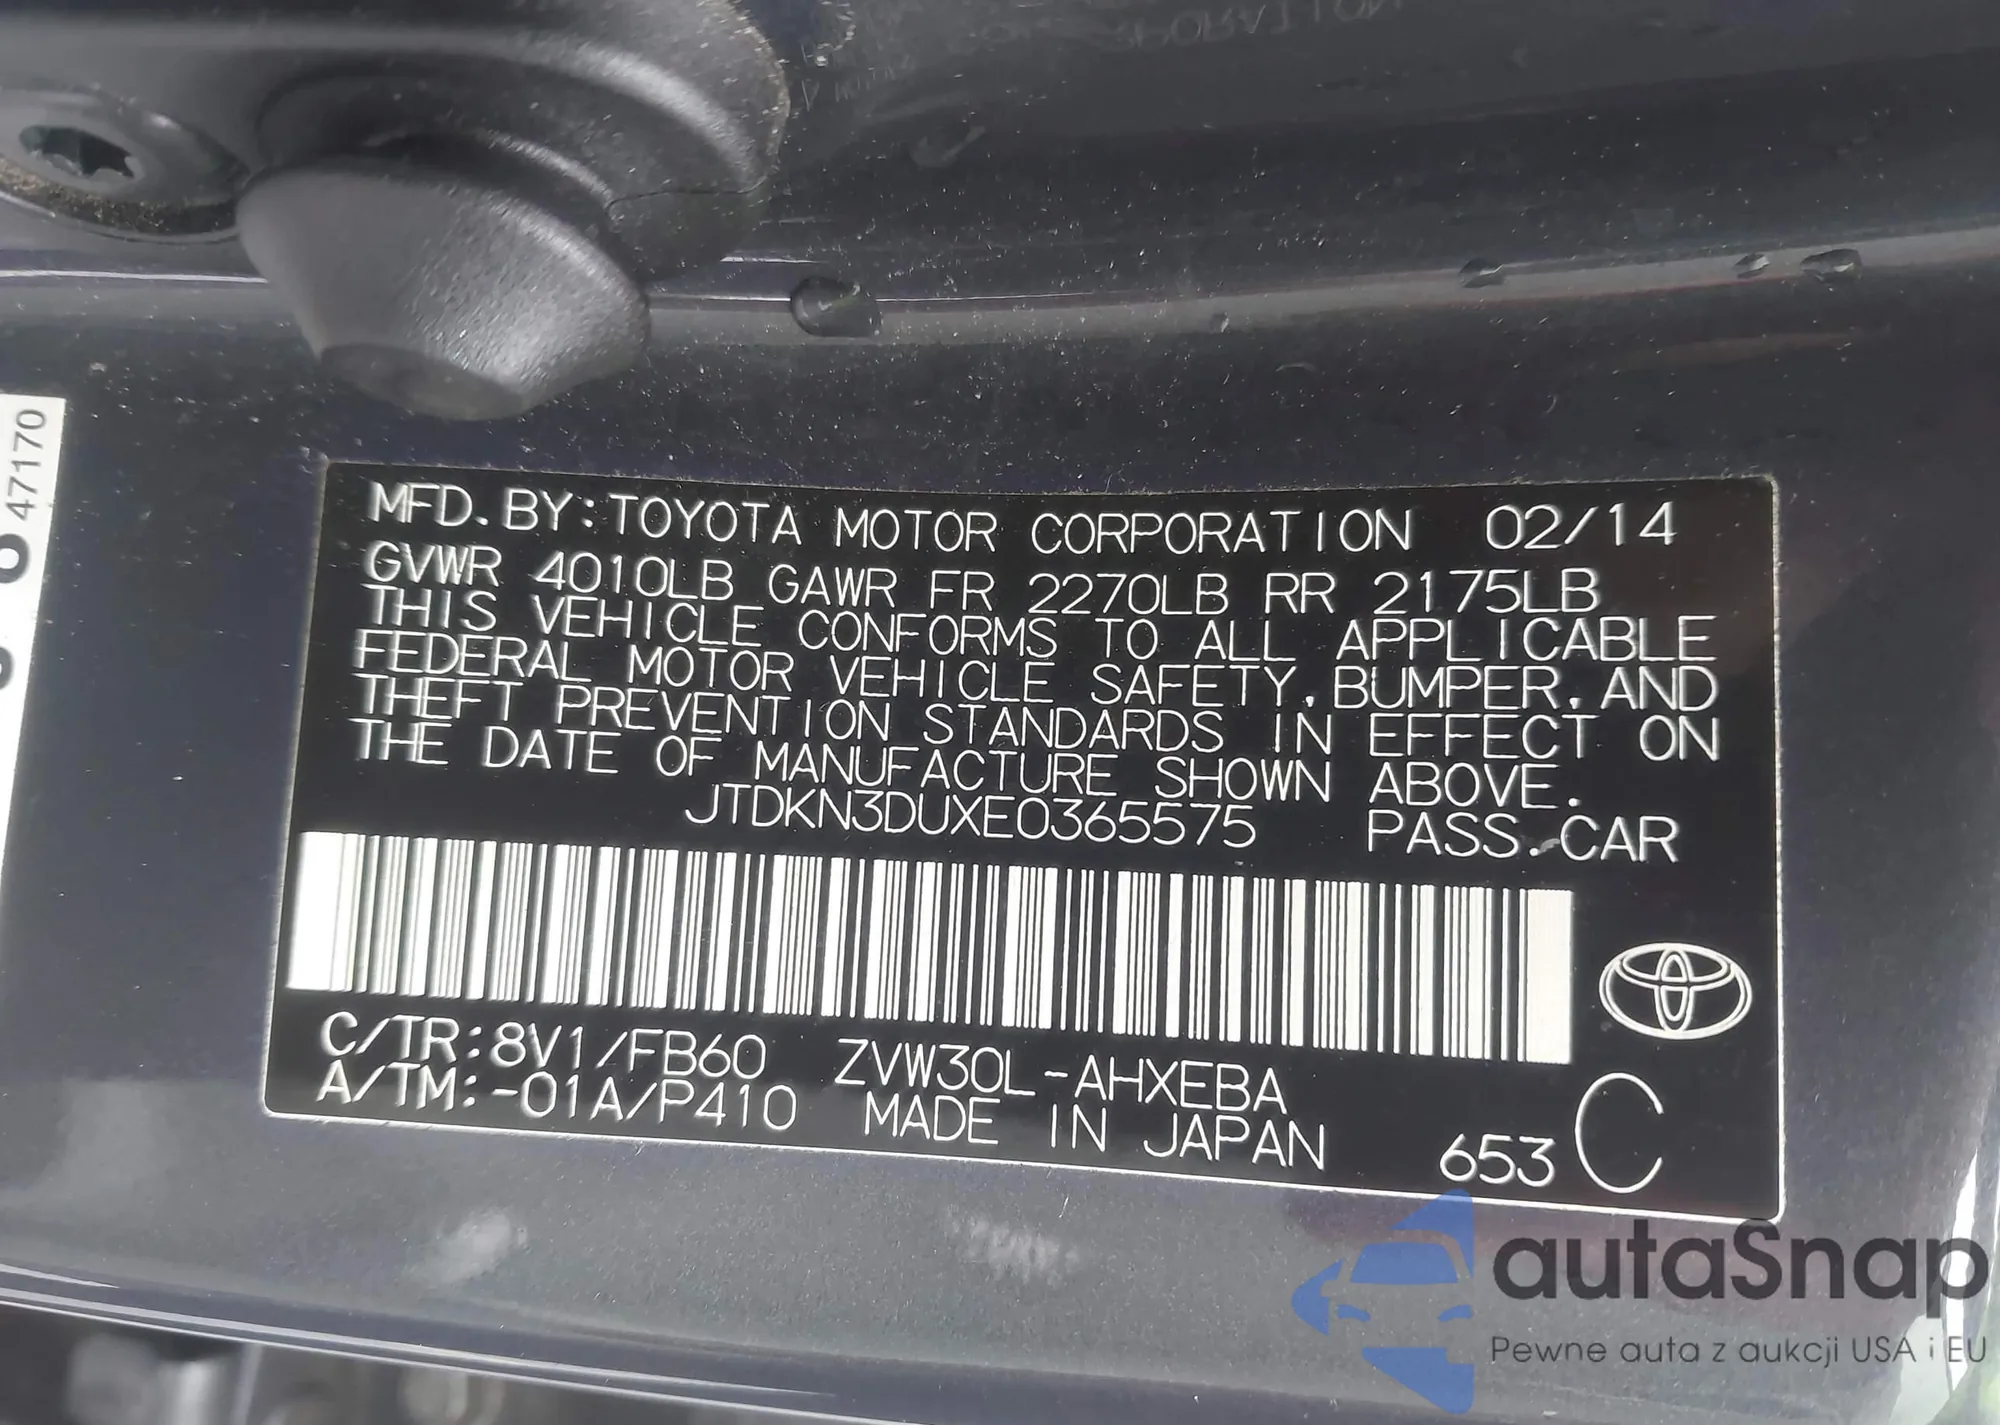 47170
MFD. BY: TOYOTA MOTOR CORPORATION 02/14
GVWR 4010LB GAWR FR 2270LB RR 2175LB
THIS VEHICLE CONFORMS TO ALL APPLICABLE
FEDERAL MOTOR VEHICLE SAFETY, BUMPER, AND
THEFT PREVENTION STANDARDS IN EFFECT ON
THE DATE OF MANUFACTURE SHOWN ABOVE.
JTDKN3DUXE0365575 PASS. CAR
C/TR: 8V1/FB60 ZVW30L-AHXEBA
A/TM: -01A/P410 MADE IN JAPAN 653 C
autaSnap
Pewne auta z aukcji USA i EU